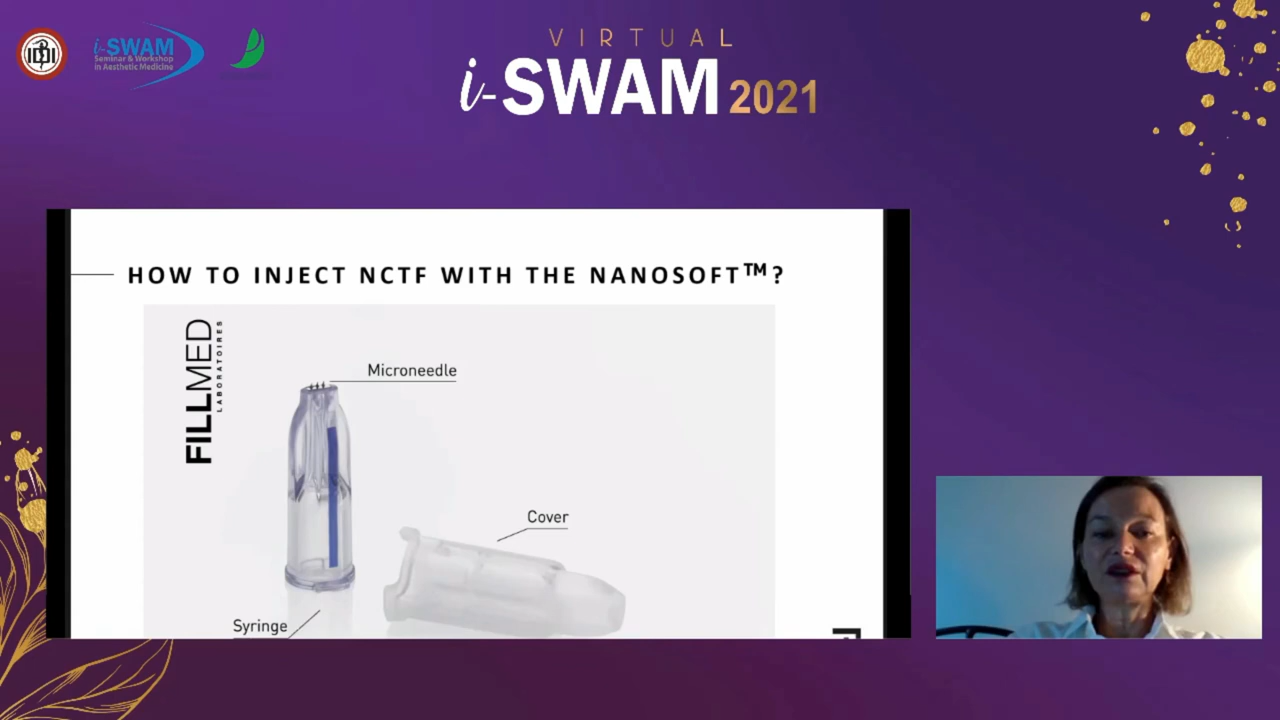 i-SWAM
Seminar & Workshop
in Aesthetic Medicine
VIRTUAL
i-SWAM 2021
HOW TO INJECT NCTF WITH THE NANOSOFT™?
FILLMED
LABORATOIRES
Microneedle
Cover
Syringe